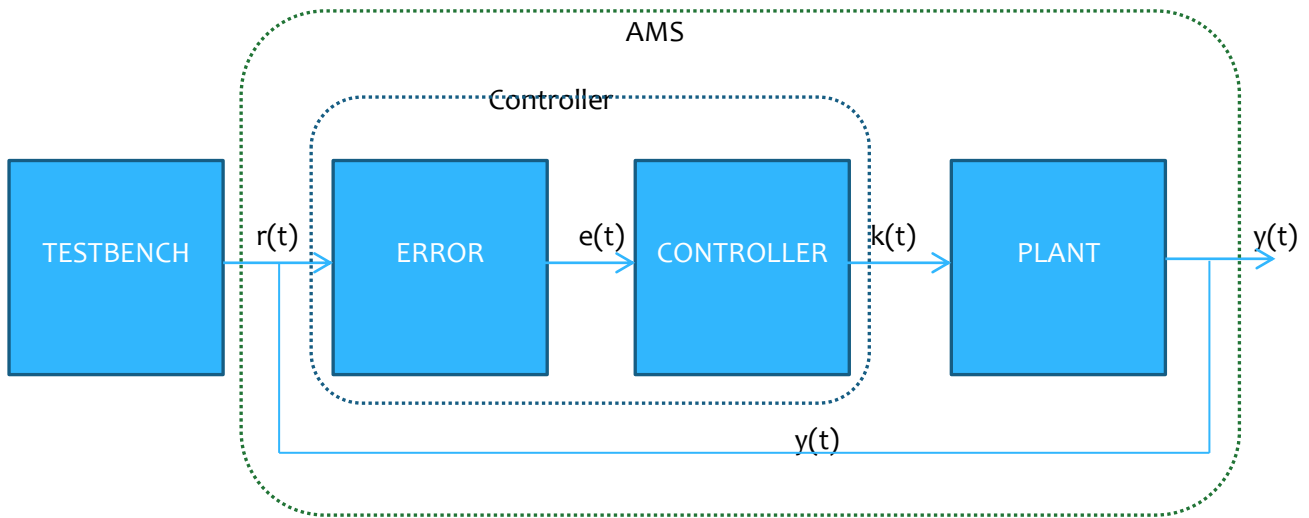 AMS
Controller
TESTBENCH
r(t)
ERROR
e(t)
CONTROLLER
k(t)
PLANT
y(t)
y(t)